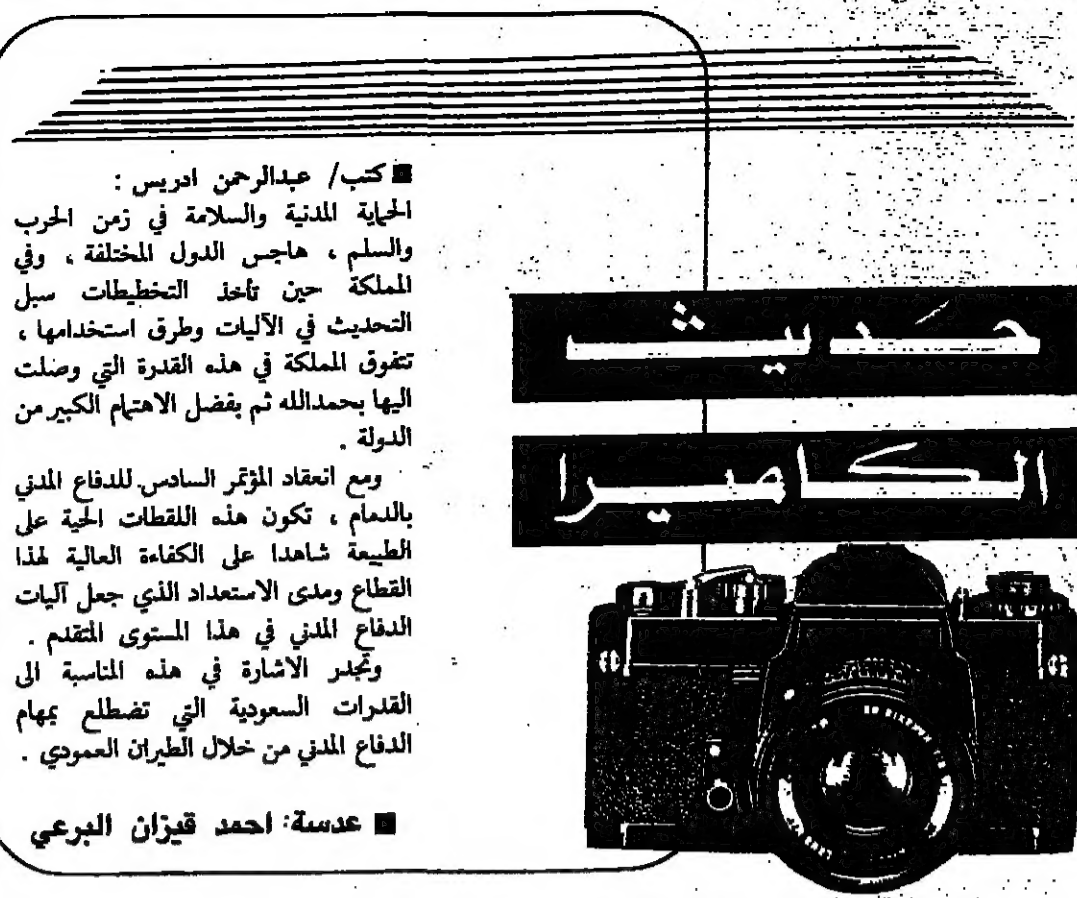 حديث
الكاميرا
■ كتب/ عبدالرحمن ادريس :
الحماية المدنية والسلامة في زمن الحرب
والسلم ، هاجس الدول المختلفة ، وفي
المملكة حين تأخذ التخطيطات سبل
التحديث في الآليات وطرق استخدامها ،
تتفوق المملكة في هذه القدرة التي وصلت
اليها بحمدالله ثم بفضل الاهتمام الكبير من
الدولة .
ومع انعقاد المؤتمر السادس للدفاع المدني
بالدمام ، تكون هذه اللقطات الحية على
الطبيعة شاهدا على الكفاءة العالية لهذا
القطاع ومدى الاستعداد الذي جعل آليات
الدفاع المدني في هذا المستوى المتقدم .
وتجدر الاشارة في هذه المناسبة الى
القدرات السعودية التي تضطلع بمهام
الدفاع المدني من خلال الطيران العمودي .
■ عدسة: احمد قيزان البرعي